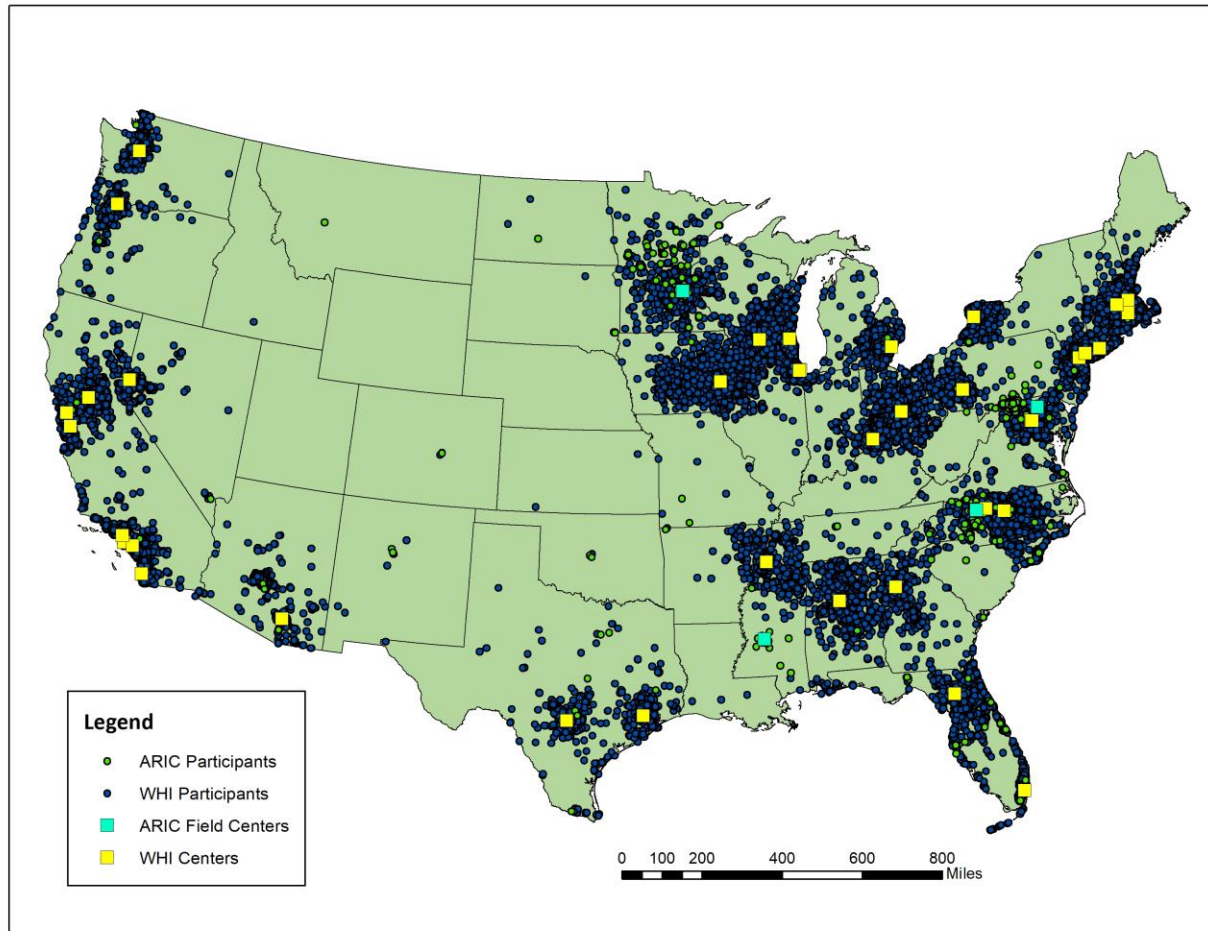 Legend
ARIC Participants
WHI Participants
ARIC Field Centers
WHI Centers
0 100 200 400 600 800
Miles